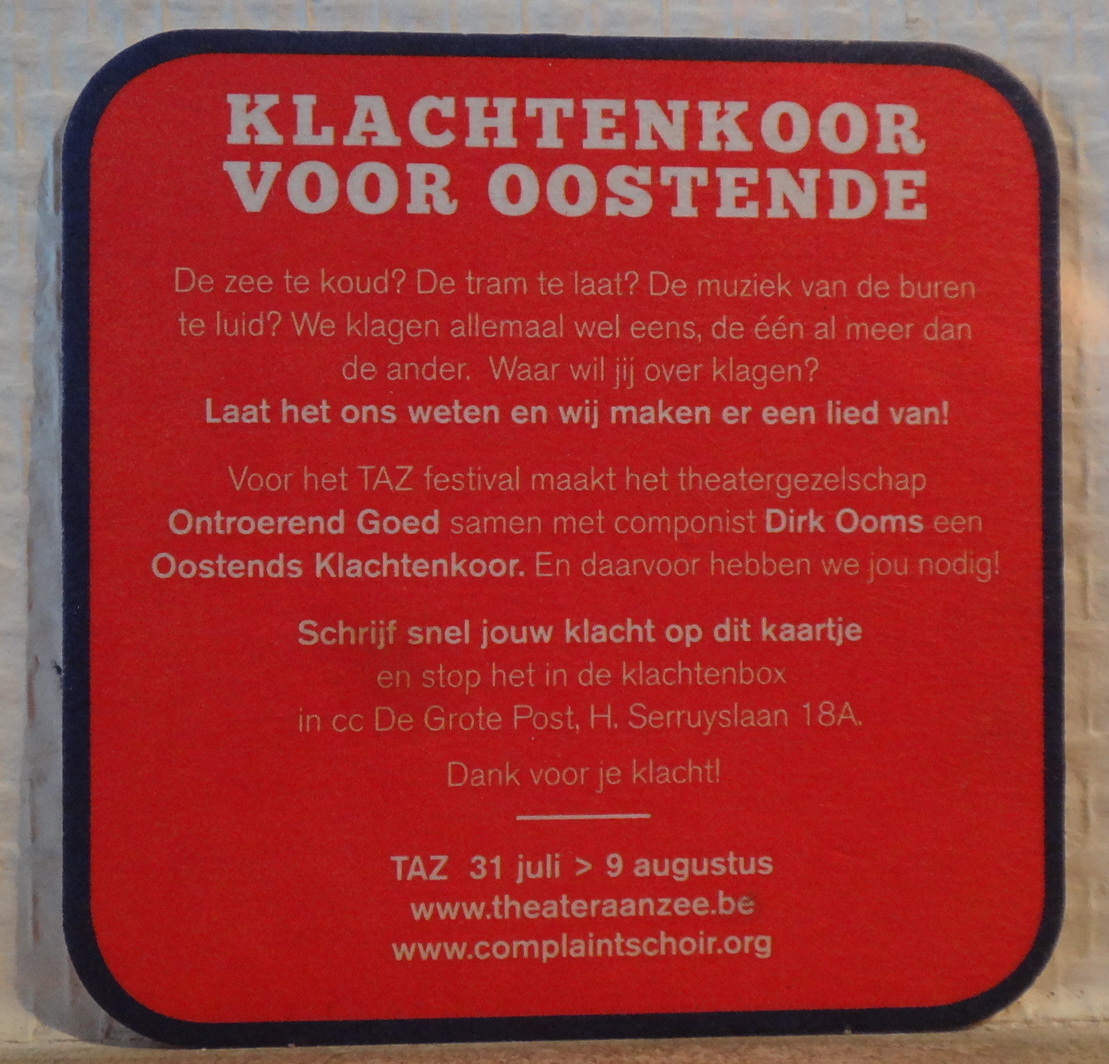 KLACHTENKOOR
VOOR OOSTENDE
De zee te koud? De tram te laat? De muziek van de buren
te luid? We klagen allemaal wel eens, de één al meer dan
de ander. Waar wil jij over klagen?
Laat het ons weten en wij maken er een lied van!
Voor het TAZ festival maakt het theatergezelschap
Ontroerend Goed samen met componist Dirk Ooms een
Oostends Klachtenkoor. En daarvoor hebben we jou nodig!
Schrijf snel jouw klacht op dit kaartje
en stop het in de klachtenbox
in cc De Grote Post, H. Serruyslaan 18A.
Dank voor je klacht!
TAZ 31 juli > 9 augustus
www.theateraanzee.be
www.complaintschoir.org